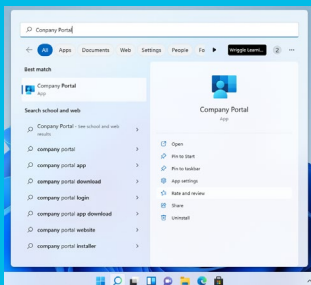 Company Portal
All Apps Documents Web Settings People Fo Wriggle Learni... 2 ...
Best match
Company Portal
App
Search school and web
Company Portal - See school and web
results
company portal
company portal app
company portal download
company portal login
company portal app download
company portal website
company portal installer
Company Portal
App
Open
Pin to Start
Pin to taskbar
App settings
Rate and review
Share
Uninstall